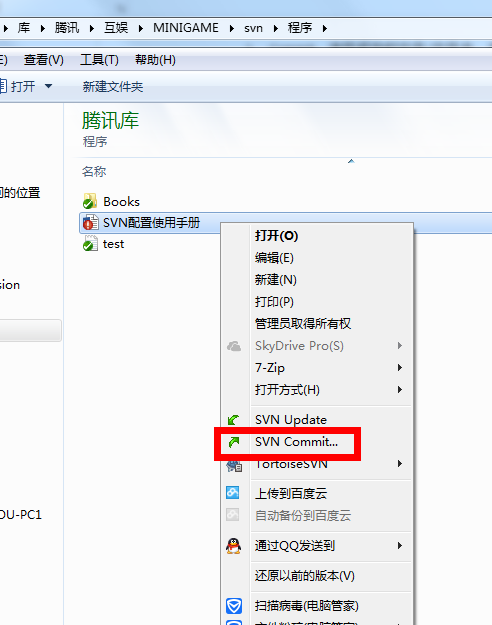 库 ▸ 腾讯 ▸ 互娱 ▸ MINIGAME ▸ svn ▸ 程序
E) 查看(V) 工具(T) 帮助(H)
打开 新建文件夹
腾讯库
程序
名称
的位置
Books
SVN配置使用手册
test
打开(O)
编辑(E)
新建(N)
打印(P)
管理员取得所有权
SkyDrive Pro(S)
7-Zip
打开方式(H)
sion
SVN Update
SVN Commit...
TortoiseSVN
上传到百度云
OU-PC1
自动备份到百度云
通过QQ发送到
还原以前的版本(V)
扫描病毒(电脑管家)